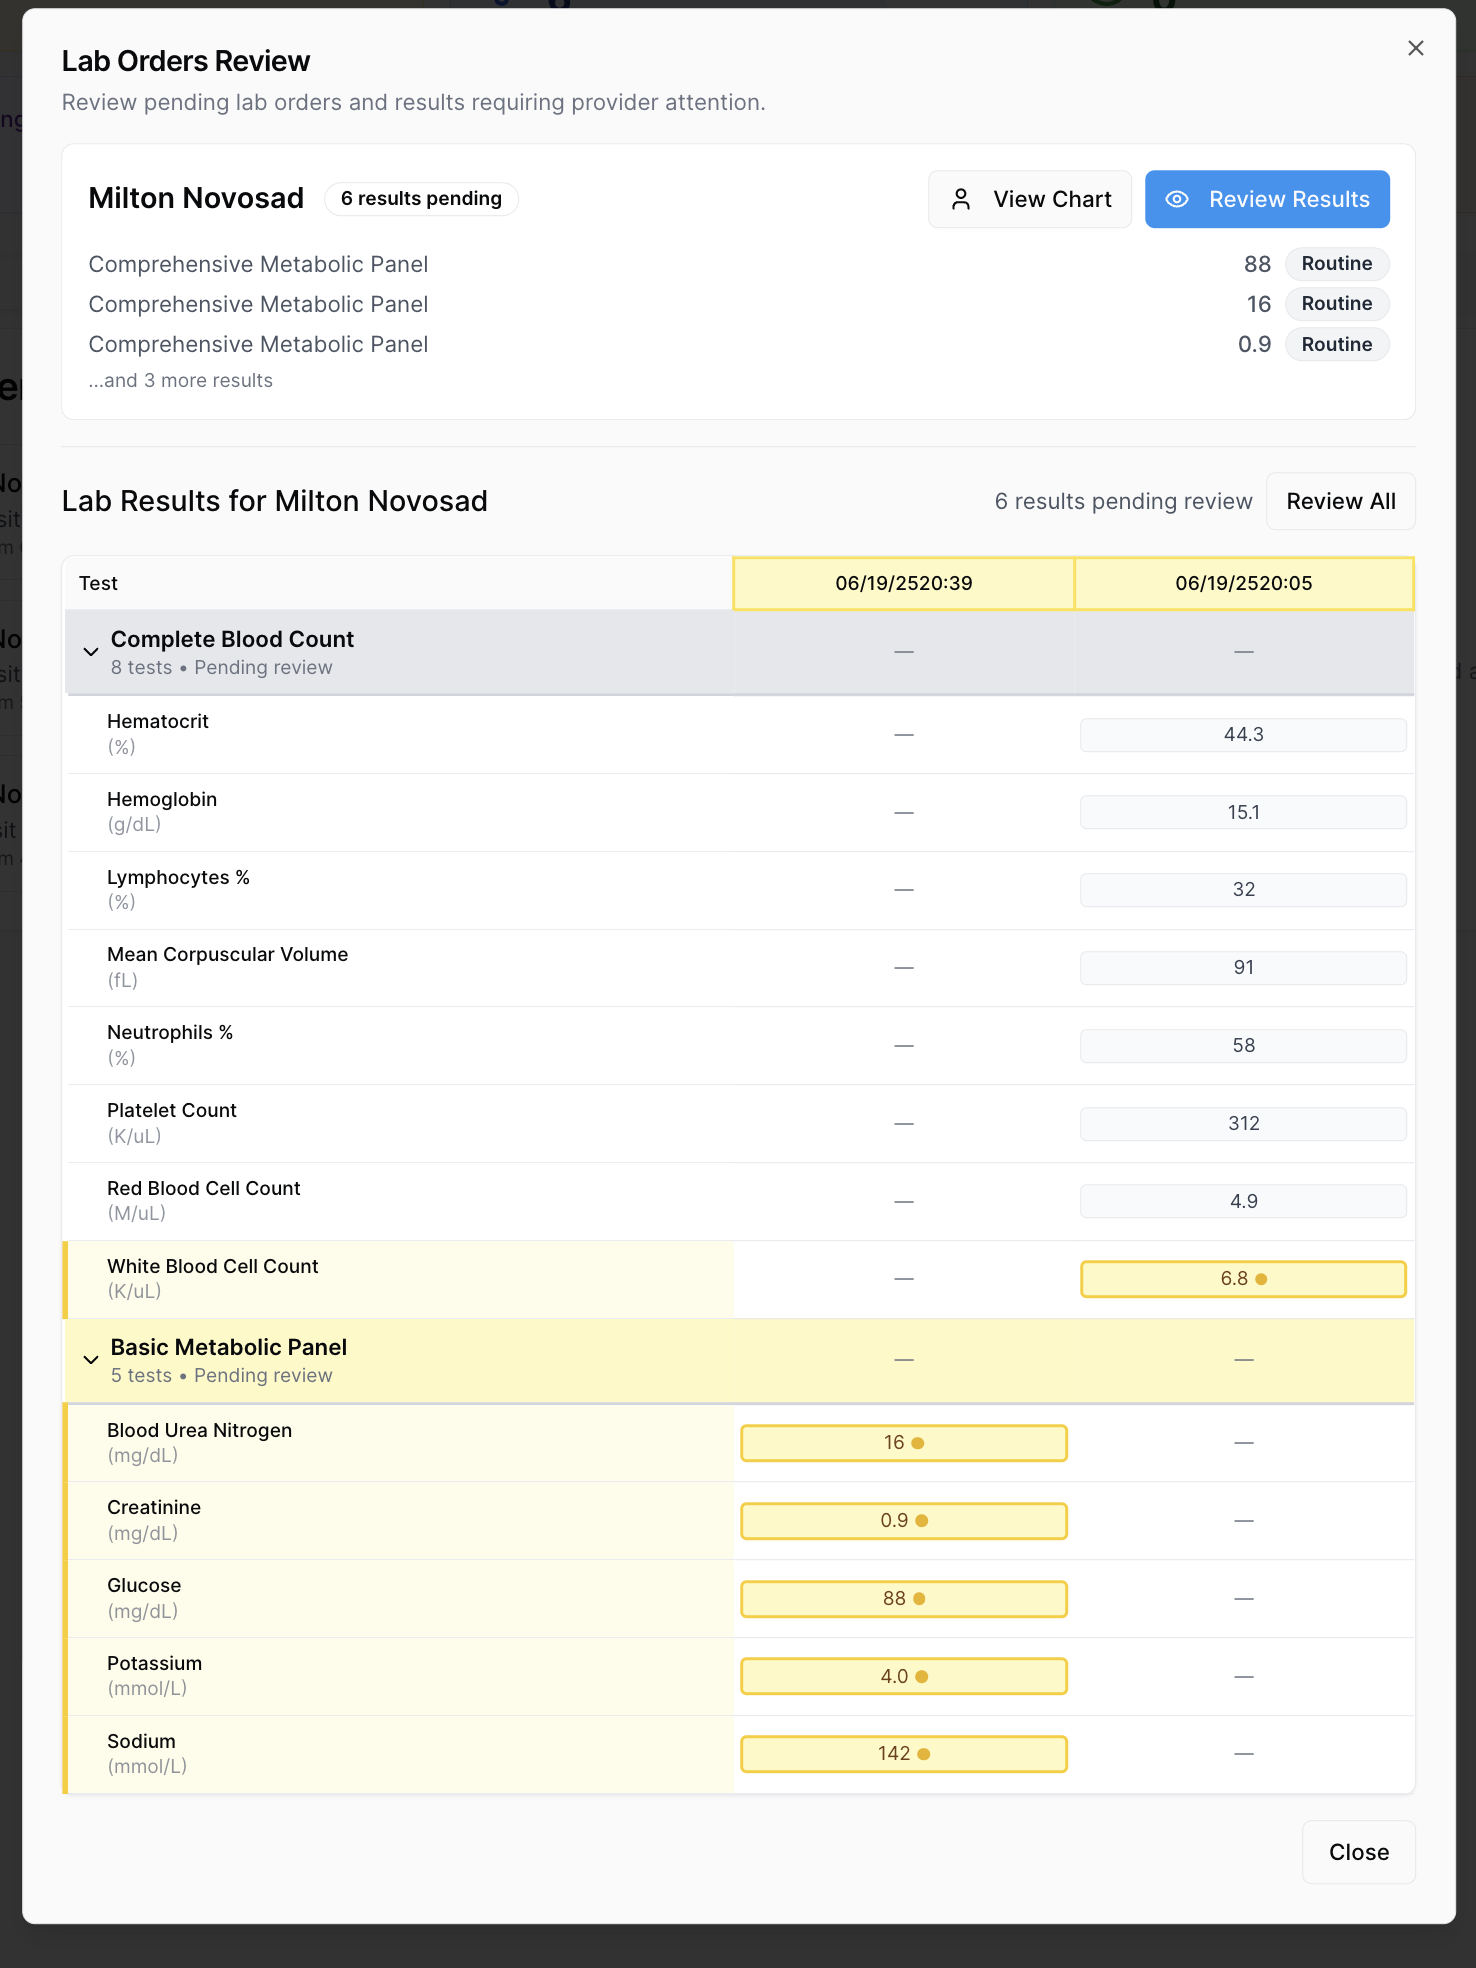 Lab Orders Review
Review pending lab orders and results requiring provider attention.
Milton Novosad 6 results pending View Chart Review Results
Comprehensive Metabolic Panel 88 Routine
Comprehensive Metabolic Panel 16 Routine
Comprehensive Metabolic Panel 0.9 Routine
...and 3 more results
Lab Results for Milton Novosad 6 results pending review Review All
Test 06/19/2520:39 06/19/2520:05
Complete Blood Count — —
8 tests • Pending review
Hematocrit — 44.3
(%)
Hemoglobin — 15.1
(g/dL)
Lymphocytes % — 32
(%)
Mean Corpuscular Volume — 91
(fL)
Neutrophils % — 58
(%)
Platelet Count — 312
(K/uL)
Red Blood Cell Count — 4.9
(M/uL)
White Blood Cell Count — 6.8
(K/uL)
Basic Metabolic Panel — —
5 tests • Pending review
Blood Urea Nitrogen 16 —
(mg/dL)
Creatinine 0.9 —
(mg/dL)
Glucose 88 —
(mg/dL)
Potassium 4.0 —
(mmol/L)
Sodium 142 —
(mmol/L)
Close